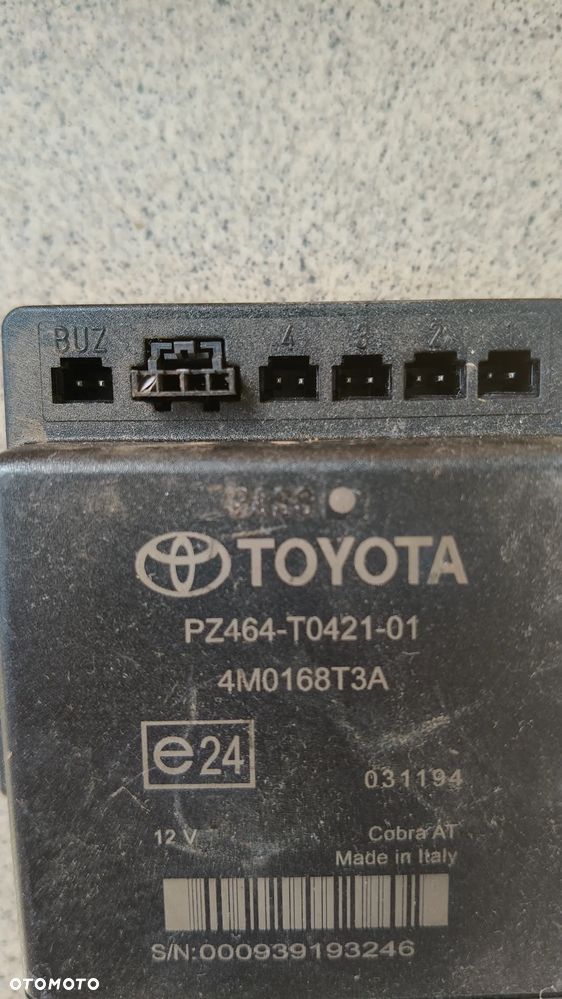 BUZ 4 3 2 1
TOYOTA
PZ464-T0421-01
4M0168T3A
e24
031194
12 V
Cobra AT
Made in Italy
S/N:000939193246
OTOMOTO